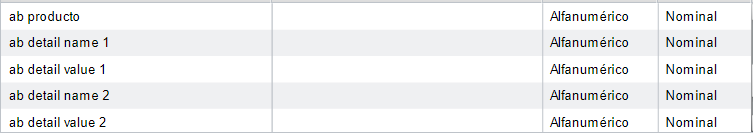 ab producto Alfanumérico Nominal
ab detail name 1 Alfanumérico Nominal
ab detail value 1 Alfanumérico Nominal
ab detail name 2 Alfanumérico Nominal
ab detail value 2 Alfanumérico Nominal